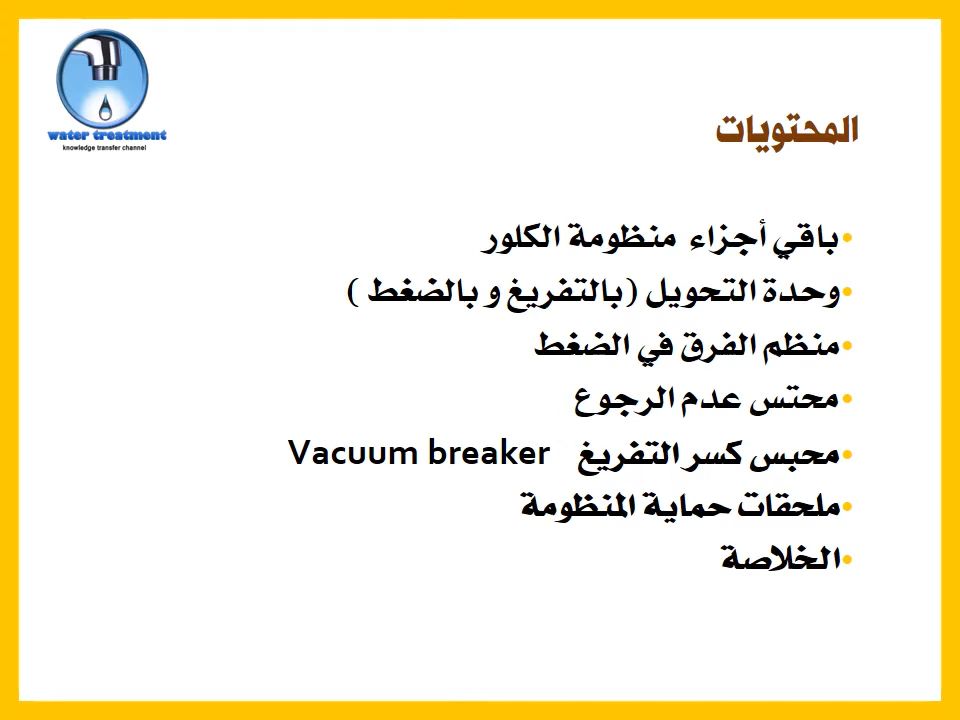 water treatment
knowledge transfer channel
المحتويات
•باقي أجزاء منظومة الكلور
•وحدة التحويل (بالتفريغ و بالضغط )
•منظم الفرق في الضغط
•محتس عدم الرجوع
•محبس كسر التفريغ Vacuum breaker
•ملحقات حماية المنظومة
•الخلاصة